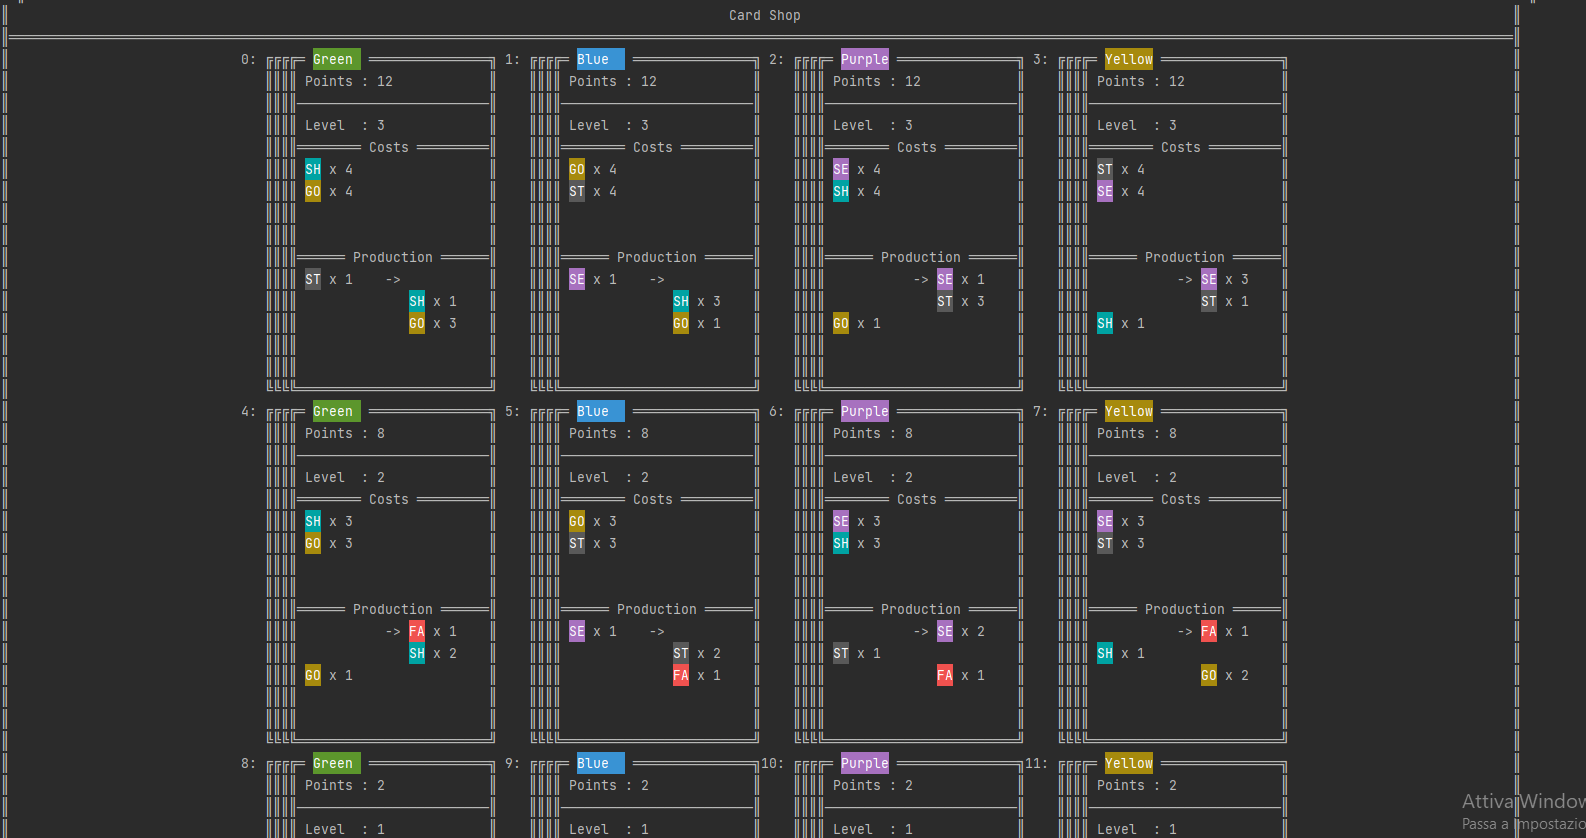 Card Shop
0: Green 1: Blue 2: Purple 3: Yellow
Points : 12 Points : 12 Points : 12 Points : 12
Level  : 3 Level  : 3 Level  : 3 Level  : 3
Costs Costs Costs Costs
SH x 4 GO x 4 SE x 4 ST x 4
GO x 4 ST x 4 SH x 4 SE x 4
Production Production Production Production
ST x 1 -> SE x 1 -> -> SE x 1 -> SE x 3
SH x 1 SH x 3 ST x 3 ST x 1
GO x 3 GO x 1 GO x 1 SH x 1
4: Green 5: Blue 6: Purple 7: Yellow
Points : 8 Points : 8 Points : 8 Points : 8
Level  : 2 Level  : 2 Level  : 2 Level  : 2
Costs Costs Costs Costs
SH x 3 GO x 3 SE x 3 SE x 3
GO x 3 ST x 3 SH x 3 ST x 3
Production Production Production Production
-> FA x 1 SE x 1 -> -> SE x 2 -> FA x 1
SH x 2 ST x 2 ST x 1 SH x 1
GO x 1 FA x 1 FA x 1 GO x 2
8: Green 9: Blue 10: Purple 11: Yellow
Points : 2 Points : 2 Points : 2 Points : 2
Level  : 1 Level  : 1 Level  : 1 Level  : 1
Attiva Window
Passa a Impostazio